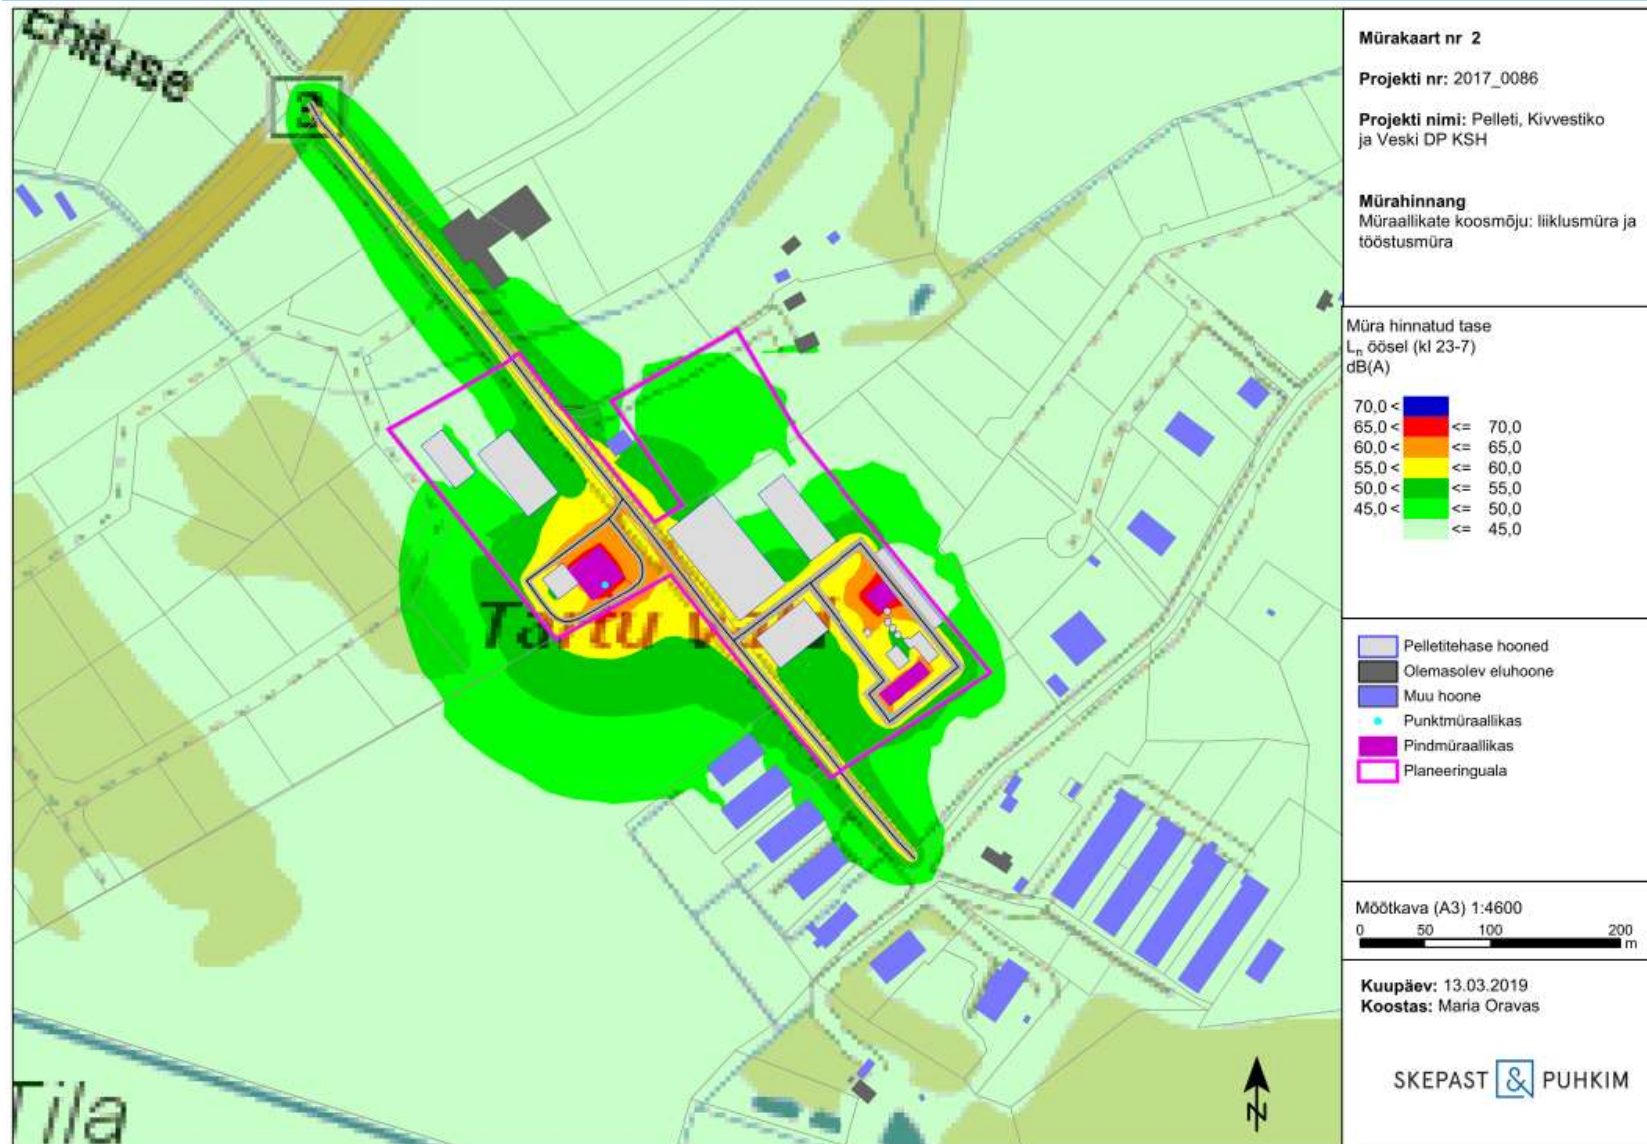 chituse
3
Tartu vald
Tila
N
Mürakaart nr 2
Projekti nr: 2017_0086
Projekti nimi: Pelleti, Kivvestiko
ja Veski DP KSH
Mürahinnang
Müraallikate koosmõju: liiklusmüra ja
tööstusmüra
Müra hinnatud tase
Ln öösel (kl 23-7)
dB(A)
70,0 <
65,0 < <= 70,0
60,0 < <= 65,0
55,0 < <= 60,0
50,0 < <= 55,0
45,0 < <= 50,0
<= 45,0
Pelletitehase hooned
Olemasolev eluhoone
Muu hoone
Punktmüraallikas
Pindmüraallikas
Planeeringuala
Mõõtkava (A3) 1:4600
0 50 100 200
m
Kuupäev: 13.03.2019
Koostas: Maria Oravas
SKEPAST & PUHKIM